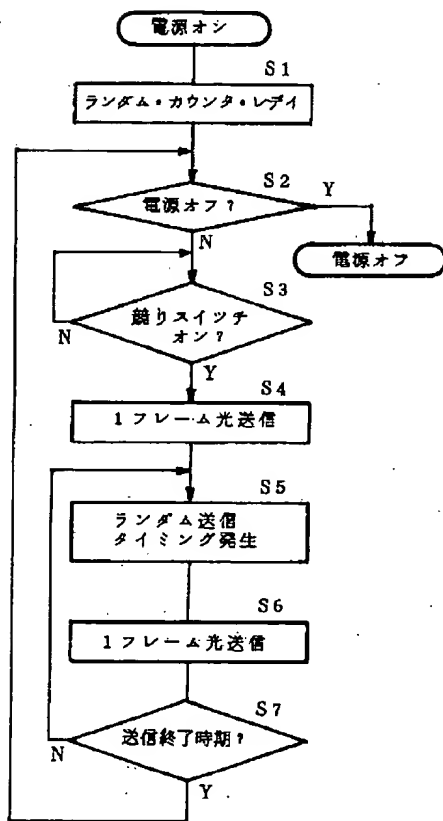 電源オン
S1
ランダム・カウンタ・レディ
S2
電源オフ?
Y
N
電源オフ
S3
競りスイッチ
オン?
N
Y
S4
1フレーム光送信
S5
ランダム送信
タイミング発生
S6
1フレーム光送信
S7
送信終了時期?
N
Y